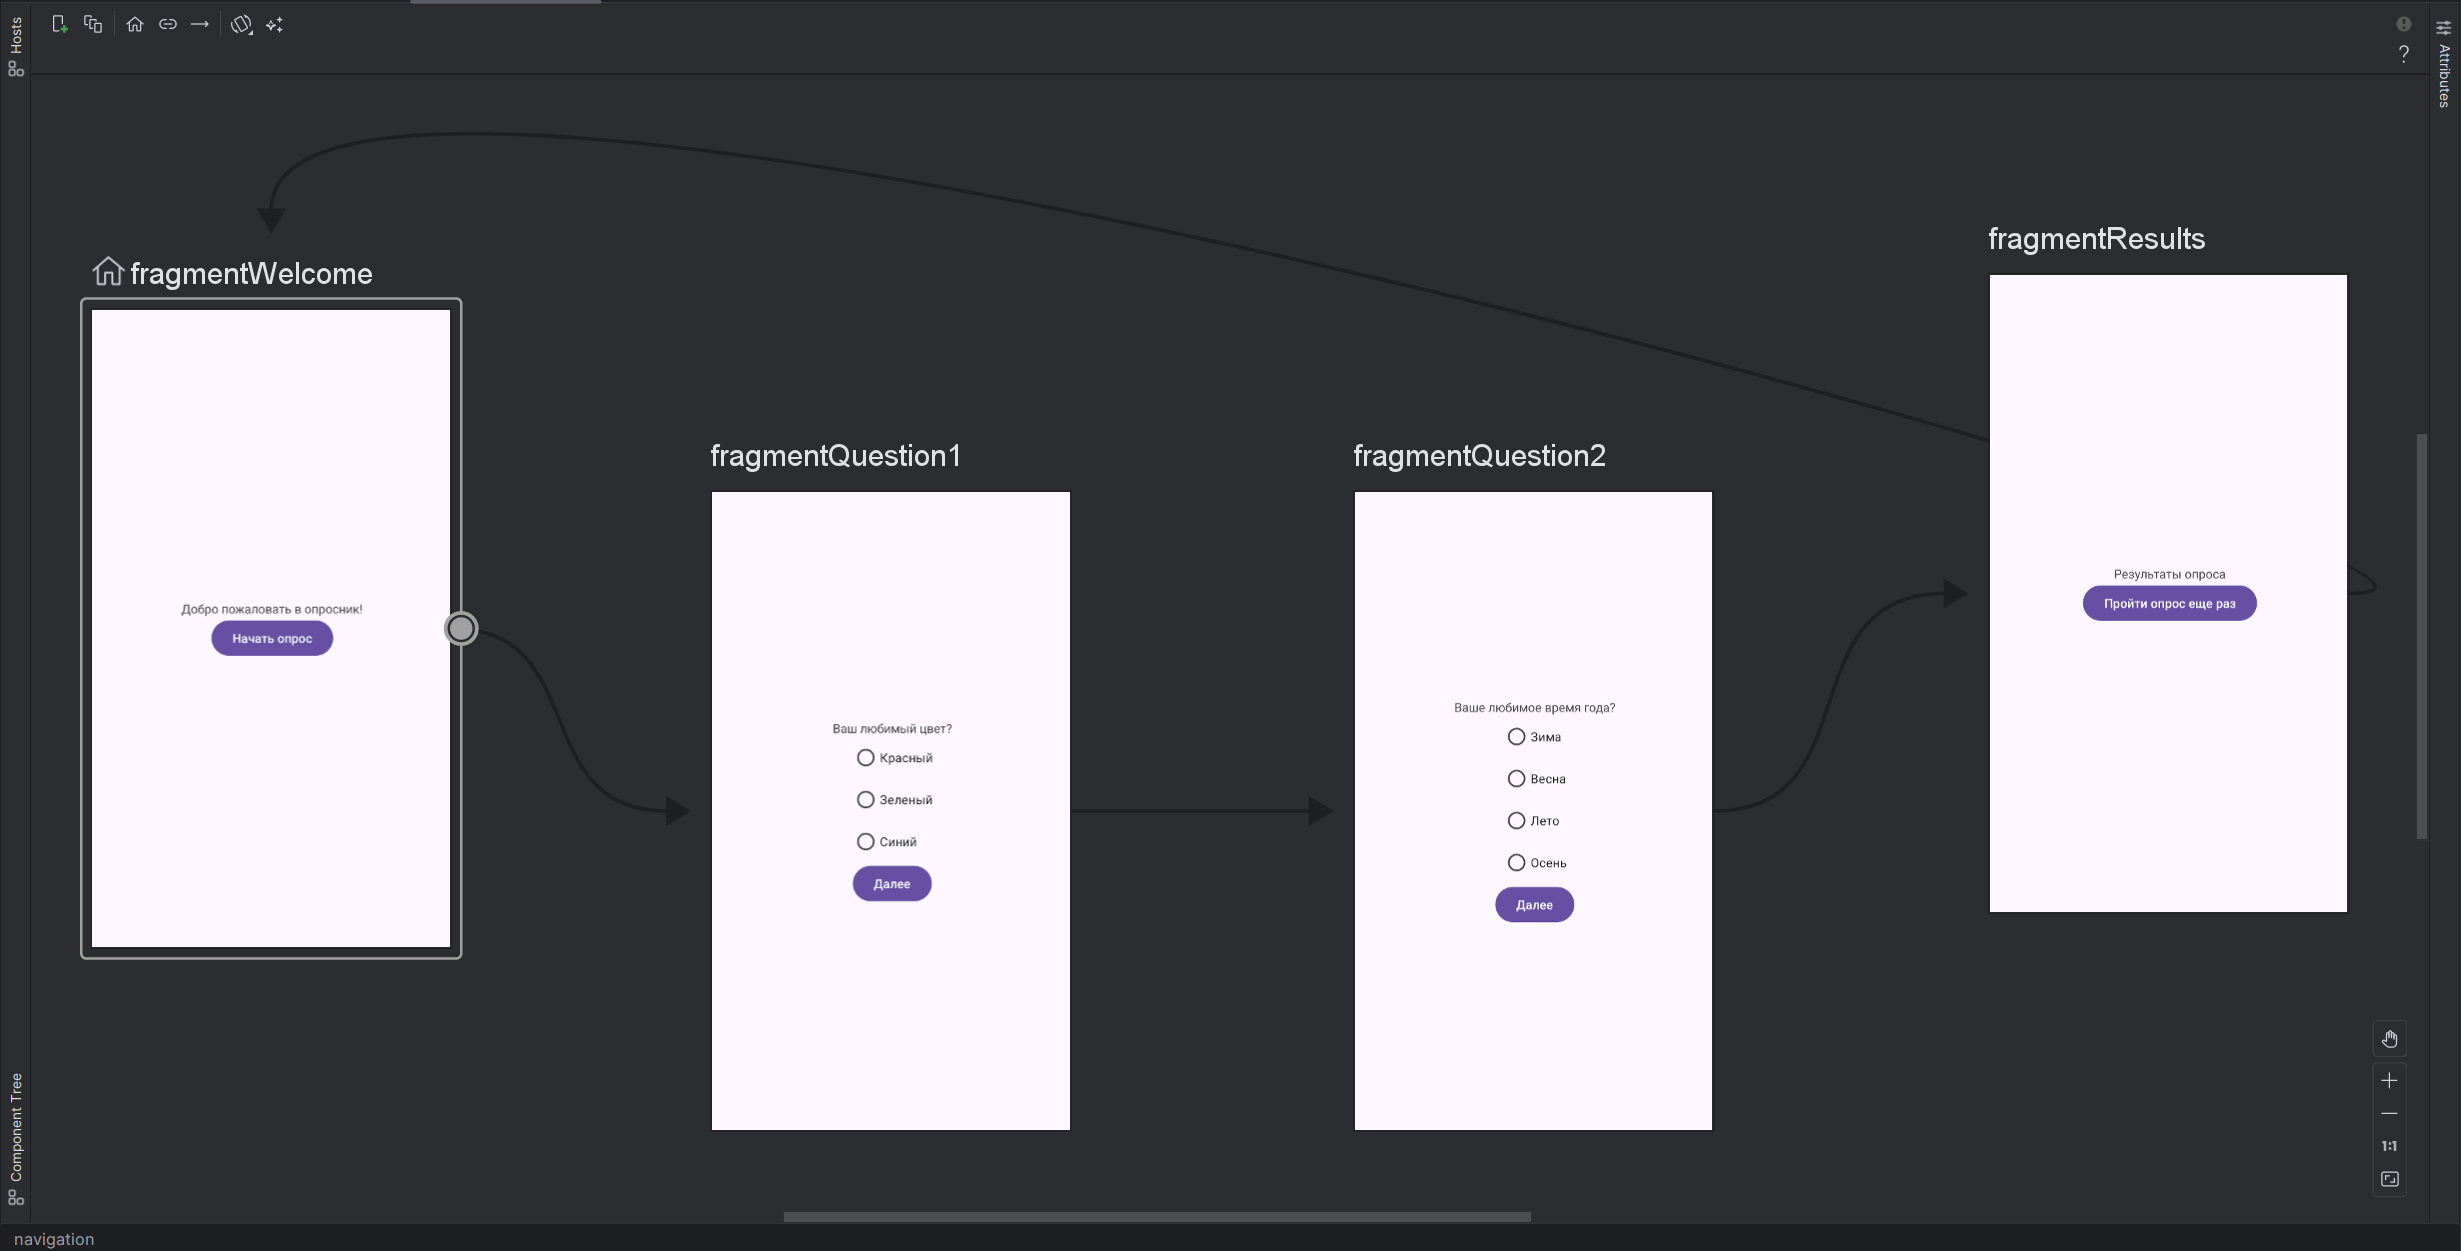 Hosts
?
Attributes
fragmentWelcome
Добро пожаловать в опросник!
Начать опрос
fragmentQuestion1
Ваш любимый цвет?
Красный
Зеленый
Синий
Далее
fragmentQuestion2
Ваше любимое время года?
Зима
Весна
Лето
Осень
Далее
fragmentResults
Результаты опроса
Пройти опрос еще раз
Component Tree
1:1
navigation